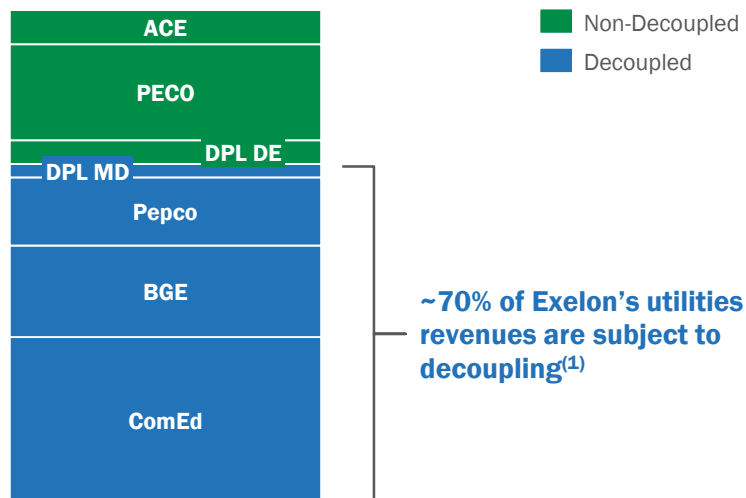 ACE
Non-Decoupled
Decoupled
PECO
DPL DE
DPL MD
Pepco
BGE
~70% of Exelon’s utilities
revenues are subject to
decoupling(1)
ComEd